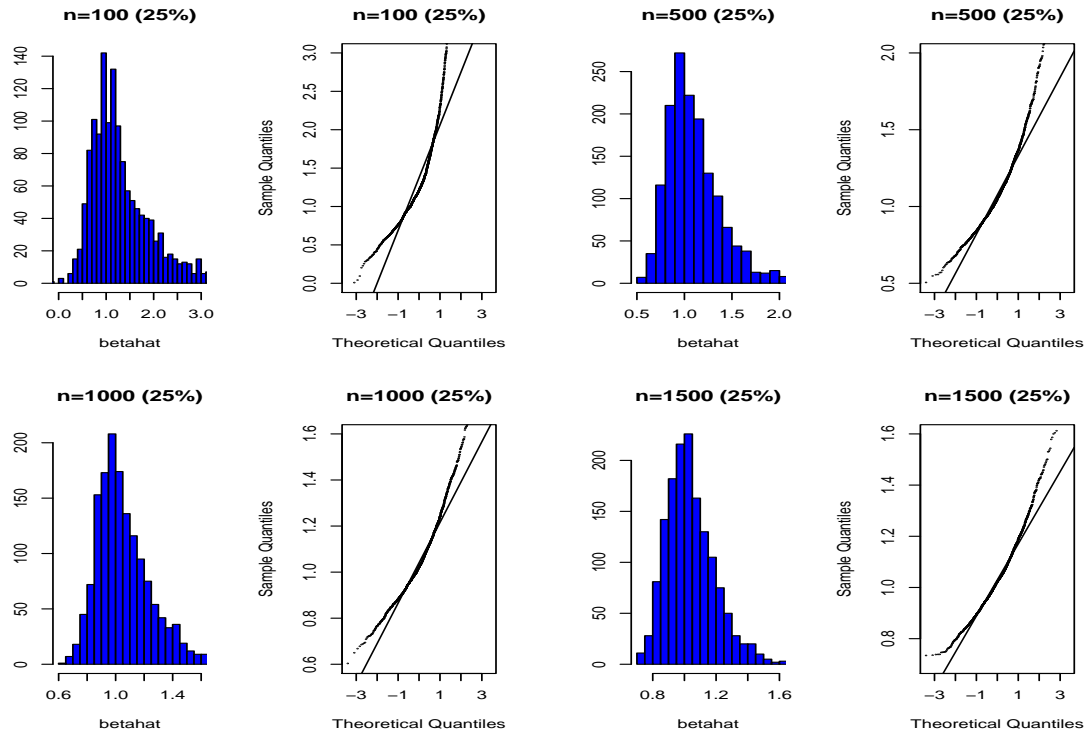 n=100 (25%)
0 20 40 60 80 100 120 140
0.0 1.0 2.0 3.0
betahat
n=100 (25%)
Sample Quantiles
0.0 0.5 1.0 1.5 2.0 2.5 3.0
−3 −1 1 3
Theoretical Quantiles
n=500 (25%)
0 50 100 150 200 250
0.5 1.0 1.5 2.0
betahat
n=500 (25%)
Sample Quantiles
0.5 1.0 1.5 2.0
−3 −1 1 3
Theoretical Quantiles
n=1000 (25%)
0 50 100 150 200
0.6 1.0 1.4
betahat
n=1000 (25%)
Sample Quantiles
0.6 0.8 1.0 1.2 1.4 1.6
−3 −1 1 3
Theoretical Quantiles
n=1500 (25%)
0 50 100 150 200
0.8 1.2 1.6
betahat
n=1500 (25%)
Sample Quantiles
0.8 1.0 1.2 1.4 1.6
−3 −1 1 3
Theoretical Quantiles